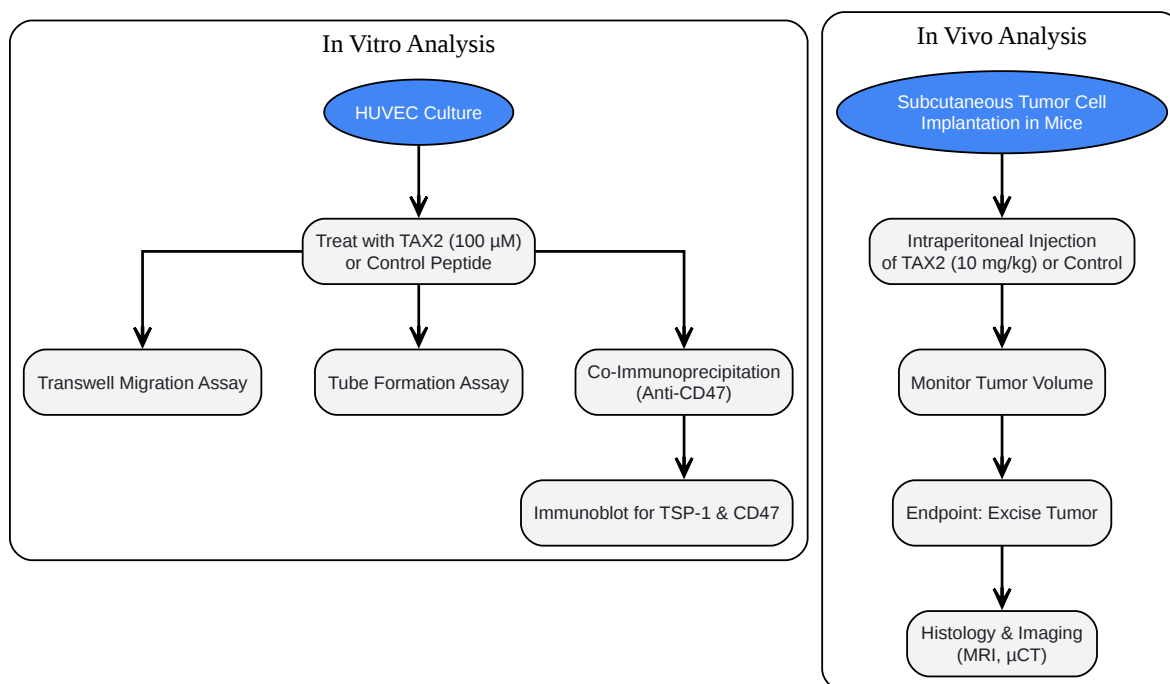 In Vitro Analysis
HUVEC Culture
Treat with TAX2 (100 µM)
or Control Peptide
Transwell Migration Assay
Tube Formation Assay
Co-Immunoprecipitation
(Anti-CD47)
Immunoblot for TSP-1 & CD47
In Vivo Analysis
Subcutaneous Tumor Cell
Implantation in Mice
Intraperitoneal Injection
of TAX2 (10 mg/kg) or Control
Monitor Tumor Volume
Endpoint: Excise Tumor
Histology & Imaging
(MRI, µCT)